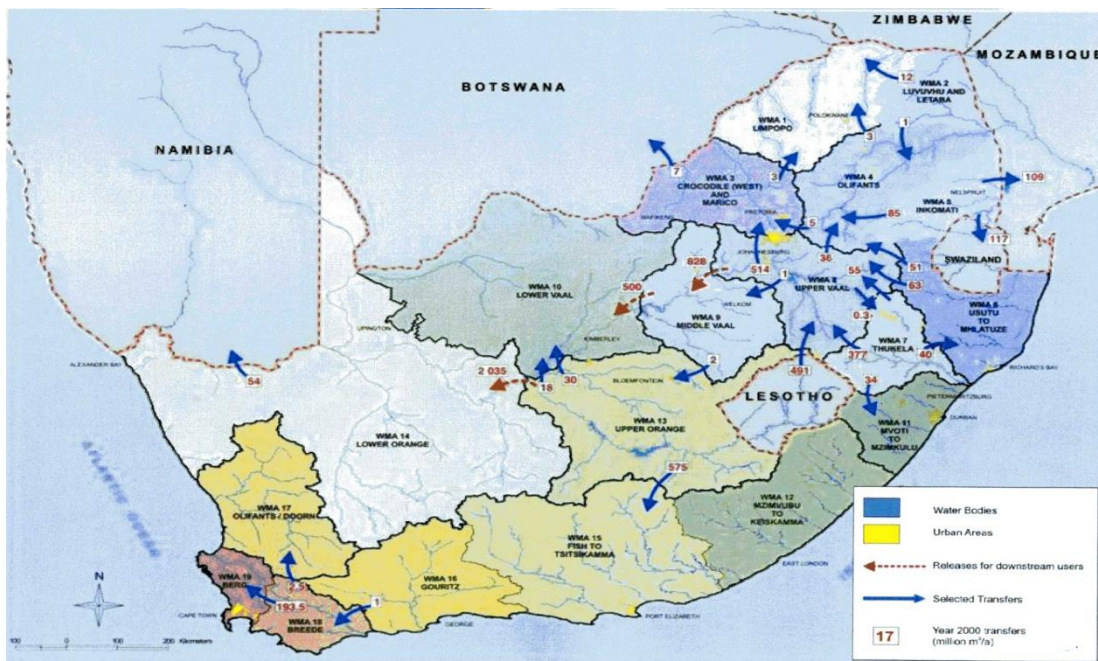 ZIMBABWE
MOZAMBIQUE
BOTSWANA
NAMIBIA
12
WMA 2
LUVUVHU AND
LETABA
WMA 1
LIMPOPO
POLOKWANE
1
3
7
3
WMA 3
CROCODILE (WEST)
AND
MARICO
WMA 4
OLIFANTS
109
NELSPRUIT
WMA 5
INKOMATI
MAFIKENG
PRETORIA
5
85
117
SWAZILAND
JOHANNESBURG
36
828
514
1
55
51
63
WMA 8
UPPER VAAL
WMA 10
LOWER VAAL
500
WELKOM
WMA 9
MIDDLE VAAL
0.3
WMA 6
USUTU
TO
MHLATUZE
WMA 7
THUKELA
UPINGTON
KIMBERLEY
377
40
ALEXANDER BAY
54
2 035
18
30
2
BLOEMFONTEIN
491
34
RICHARD'S BAY
LESOTHO
PIETERMARITZBURG
DURBAN
WMA 14
LOWER ORANGE
WMA 13
UPPER ORANGE
WMA 11
MVOTI
TO
MZIMKULU
575
WMA 17
OLIFANTS / DOORN
WMA 12
MZIMVUBU
TO
KEISKAMMA
WMA 15
FISH TO
TSITSIKAMMA
ATLANTIC OCEAN
EAST LONDON
WMA 19
BERG
2.5
WMA 16
GOURITZ
193.5
1
CAPE TOWN
WMA 18
BREEDE
GEORGE
PORT ELIZABETH
N
100 0 100 200 Kilometers
Water Bodies
Urban Areas
Releases for downstream users
Selected Transfers
17
Year 2000 transfers
(million m³/a)